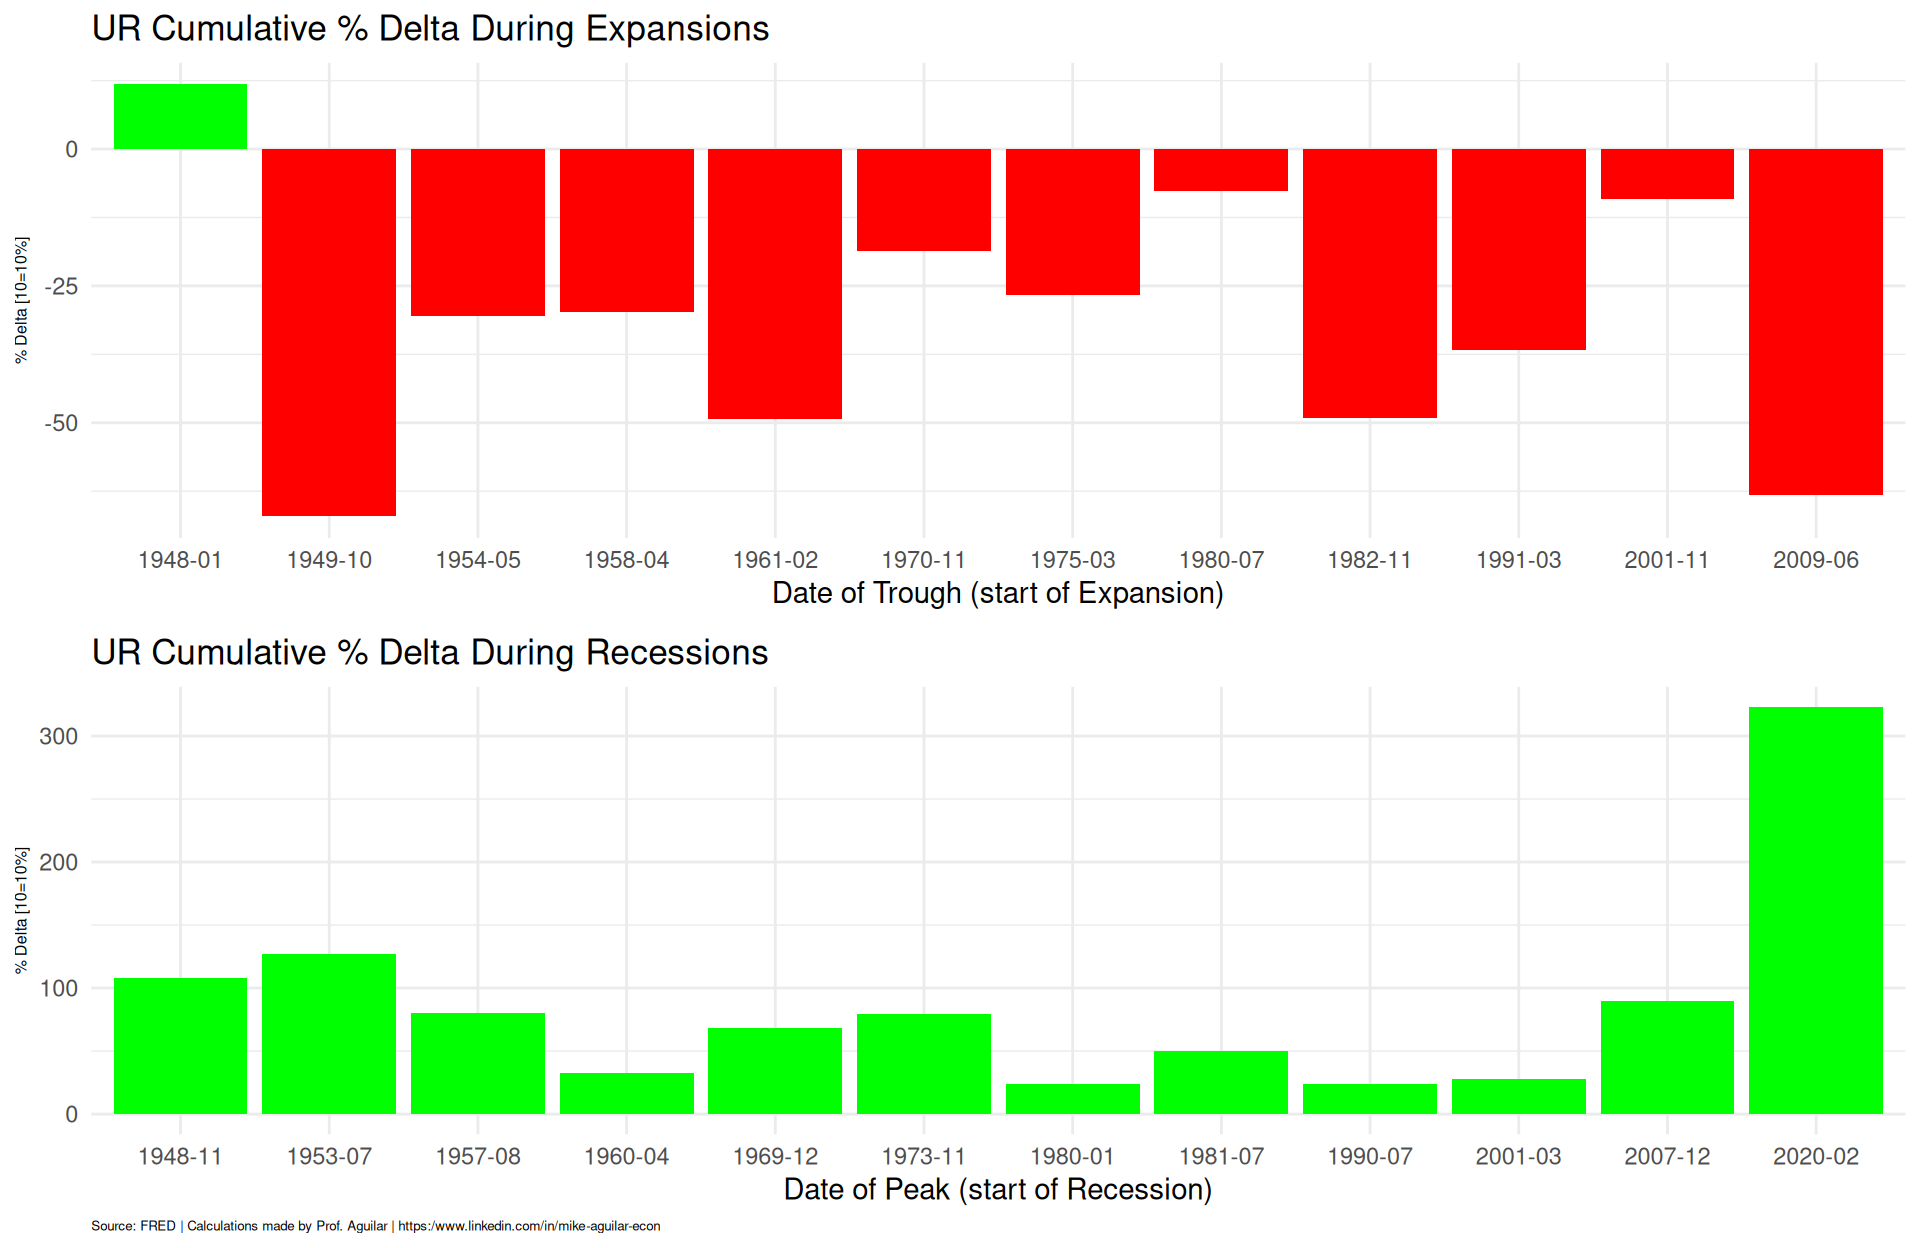 UR Cumulative % Delta During Expansions
% Delta [10=10%]
0
-25
-50
1948-01 1949-10 1954-05 1958-04 1961-02 1970-11 1975-03 1980-07 1982-11 1991-03 2001-11 2009-06
Date of Trough (start of Expansion)
UR Cumulative % Delta During Recessions
% Delta [10=10%]
300
200
100
0
1948-11 1953-07 1957-08 1960-04 1969-12 1973-11 1980-01 1981-07 1990-07 2001-03 2007-12 2020-02
Date of Peak (start of Recession)
Source: FRED | Calculations made by Prof. Aguilar | https:/www.linkedin.com/in/mike-aguilar-econ